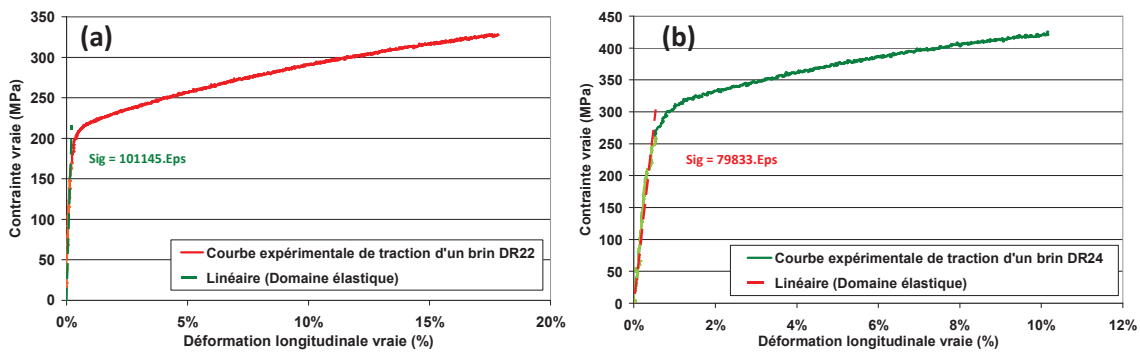 (a)
Contrainte vraie (MPa)
350
300
250
200
150
100
50
0
Sig = 101145.Eps
Courbe expérimentale de traction d'un brin DR22
Linéaire (Domaine élastique)
0% 5% 10% 15% 20%
Déformation longitudinale vraie (%)
(b)
Contrainte vraie (MPa)
450
400
350
300
250
200
150
100
50
0
Sig = 79833.Eps
Courbe expérimentale de traction d'un brin DR24
Linéaire (Domaine élastique)
0% 2% 4% 6% 8% 10% 12%
Déformation longitudinale vraie (%)